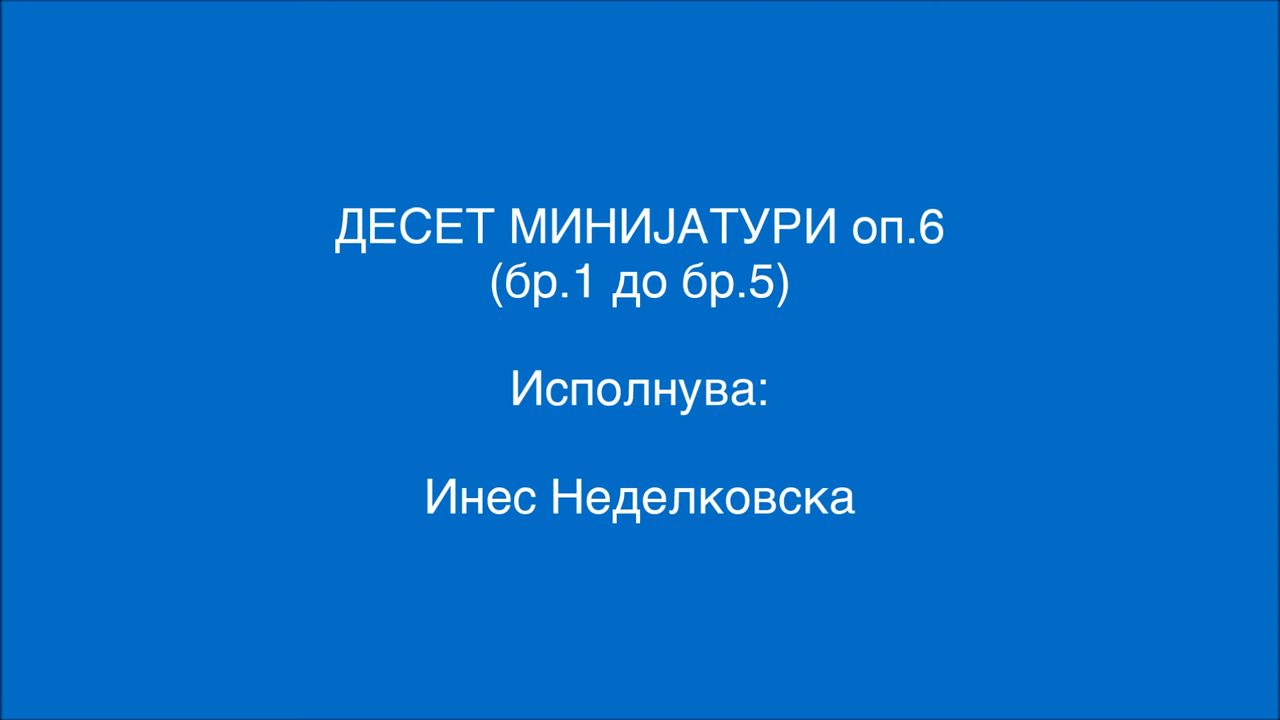 ДЕСЕТ МИНИЈАТУРИ оп.6
(бр.1 до бр.5)
Исполнува:
Инес Неделковска